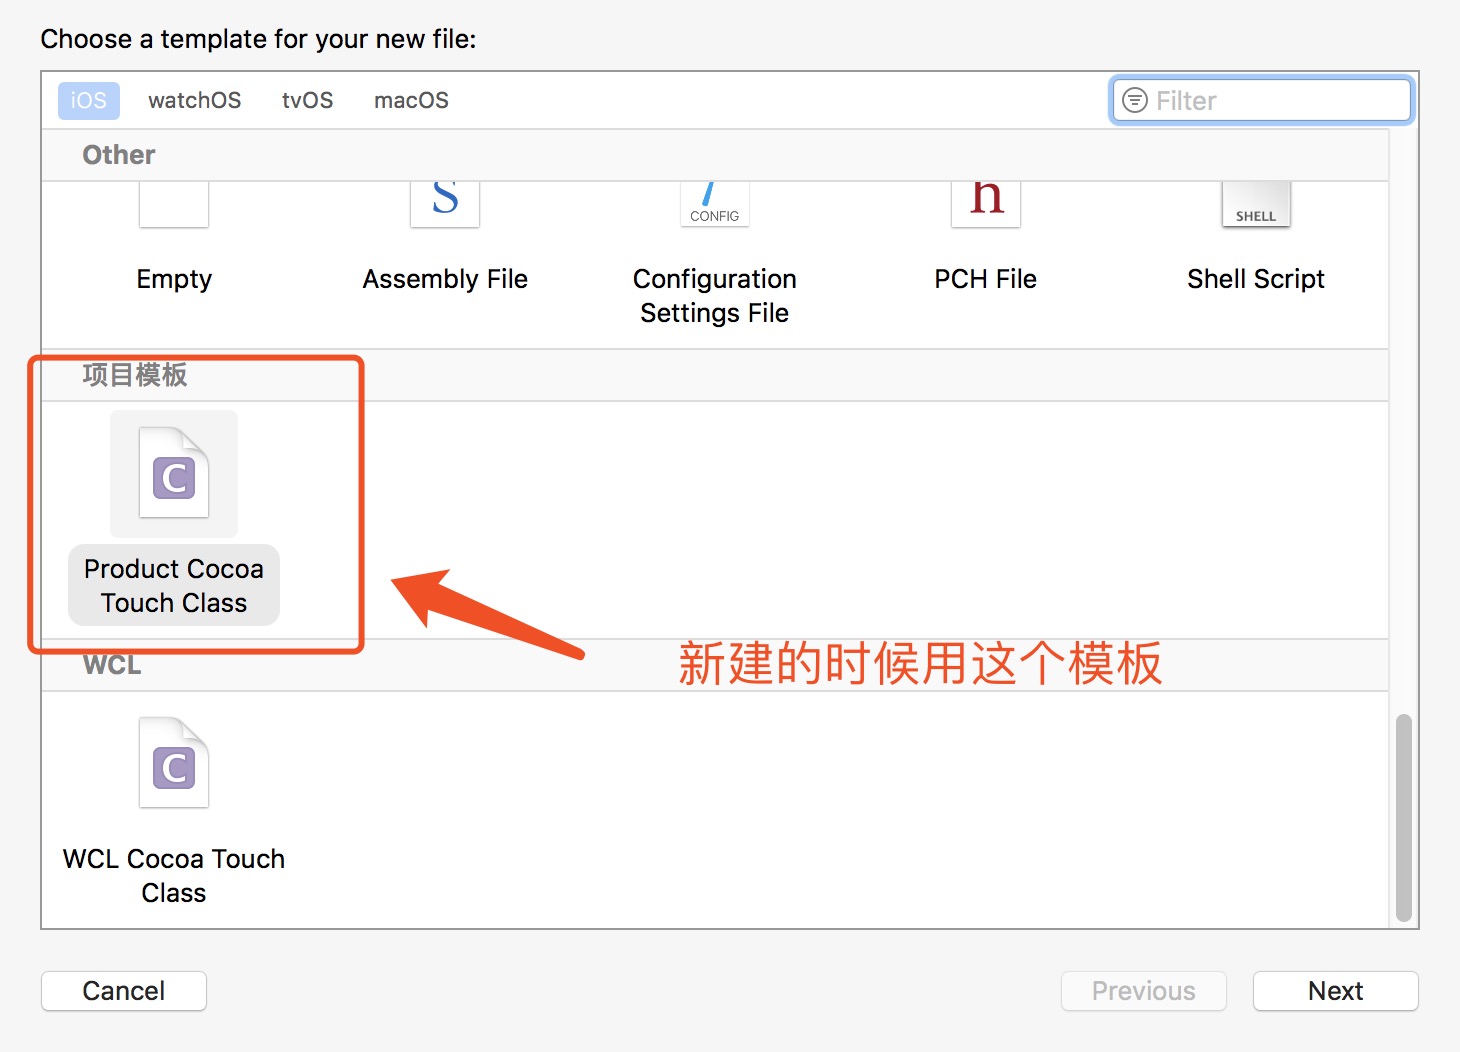 Choose a template for your new file:
iOS watchOS tvOS macOS Filter
Other
S CONFIG h SHELL
Empty Assembly File Configuration Settings File PCH File Shell Script
项目模板
C
Product Cocoa
Touch Class
新建的时候用这个模板
WCL
C
WCL Cocoa Touch
Class
Cancel Previous Next